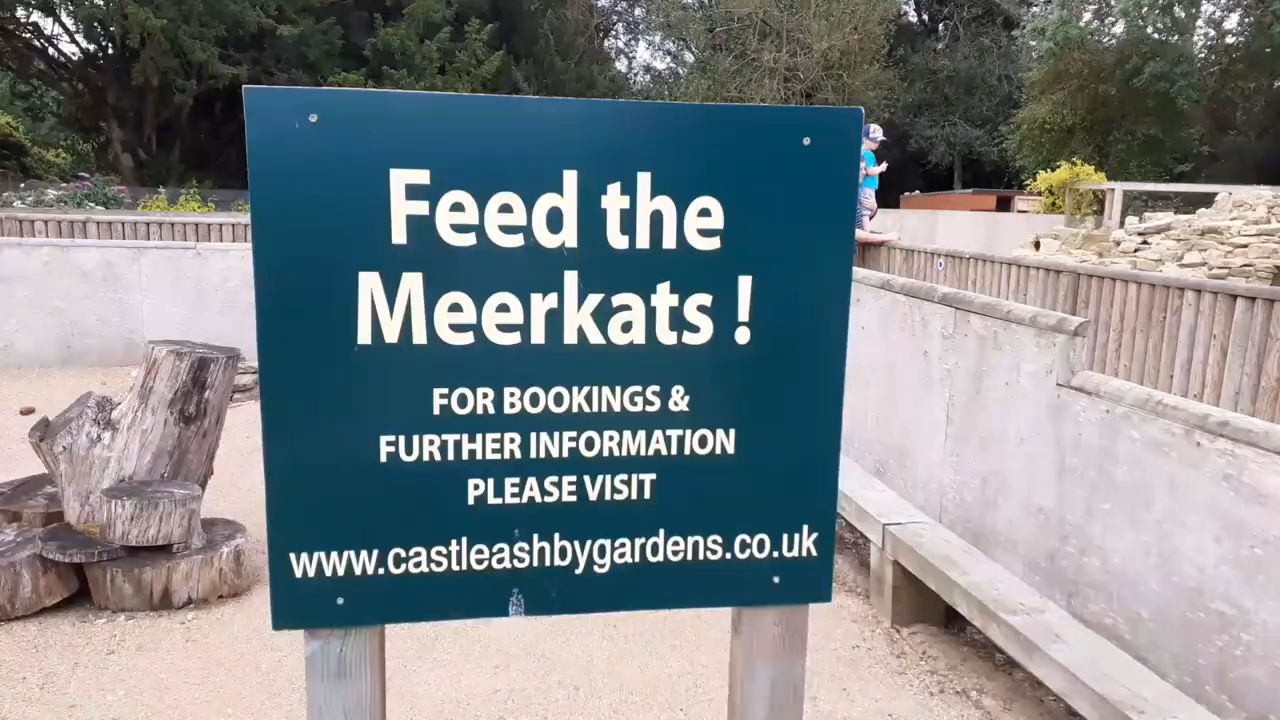 Feed the
Meerkats !
FOR BOOKINGS &
FURTHER INFORMATION
PLEASE VISIT
www.castleashbygardens.co.uk